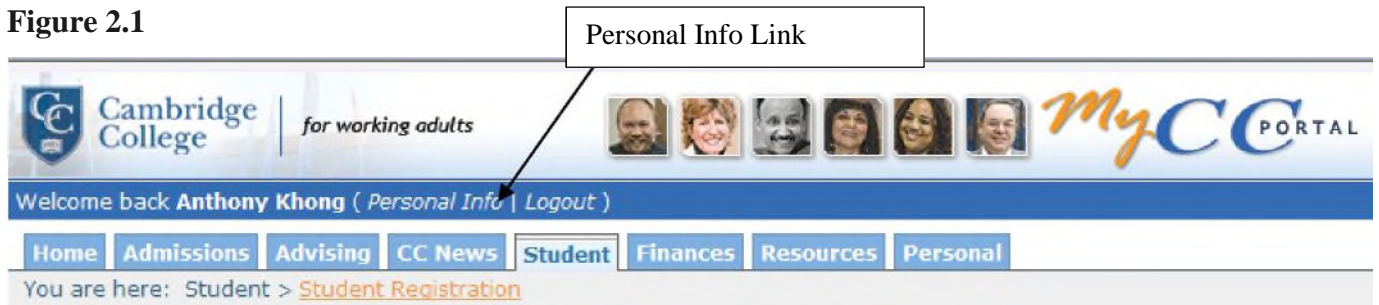 Figure 2.1
Personal Info Link
CC
Cambridge
College
for working adults
MyCC PORTAL
Welcome back Anthony Khong ( Personal Info | Logout )
Home Admissions Advising CC News Student Finances Resources Personal
You are here: Student > Student Registration